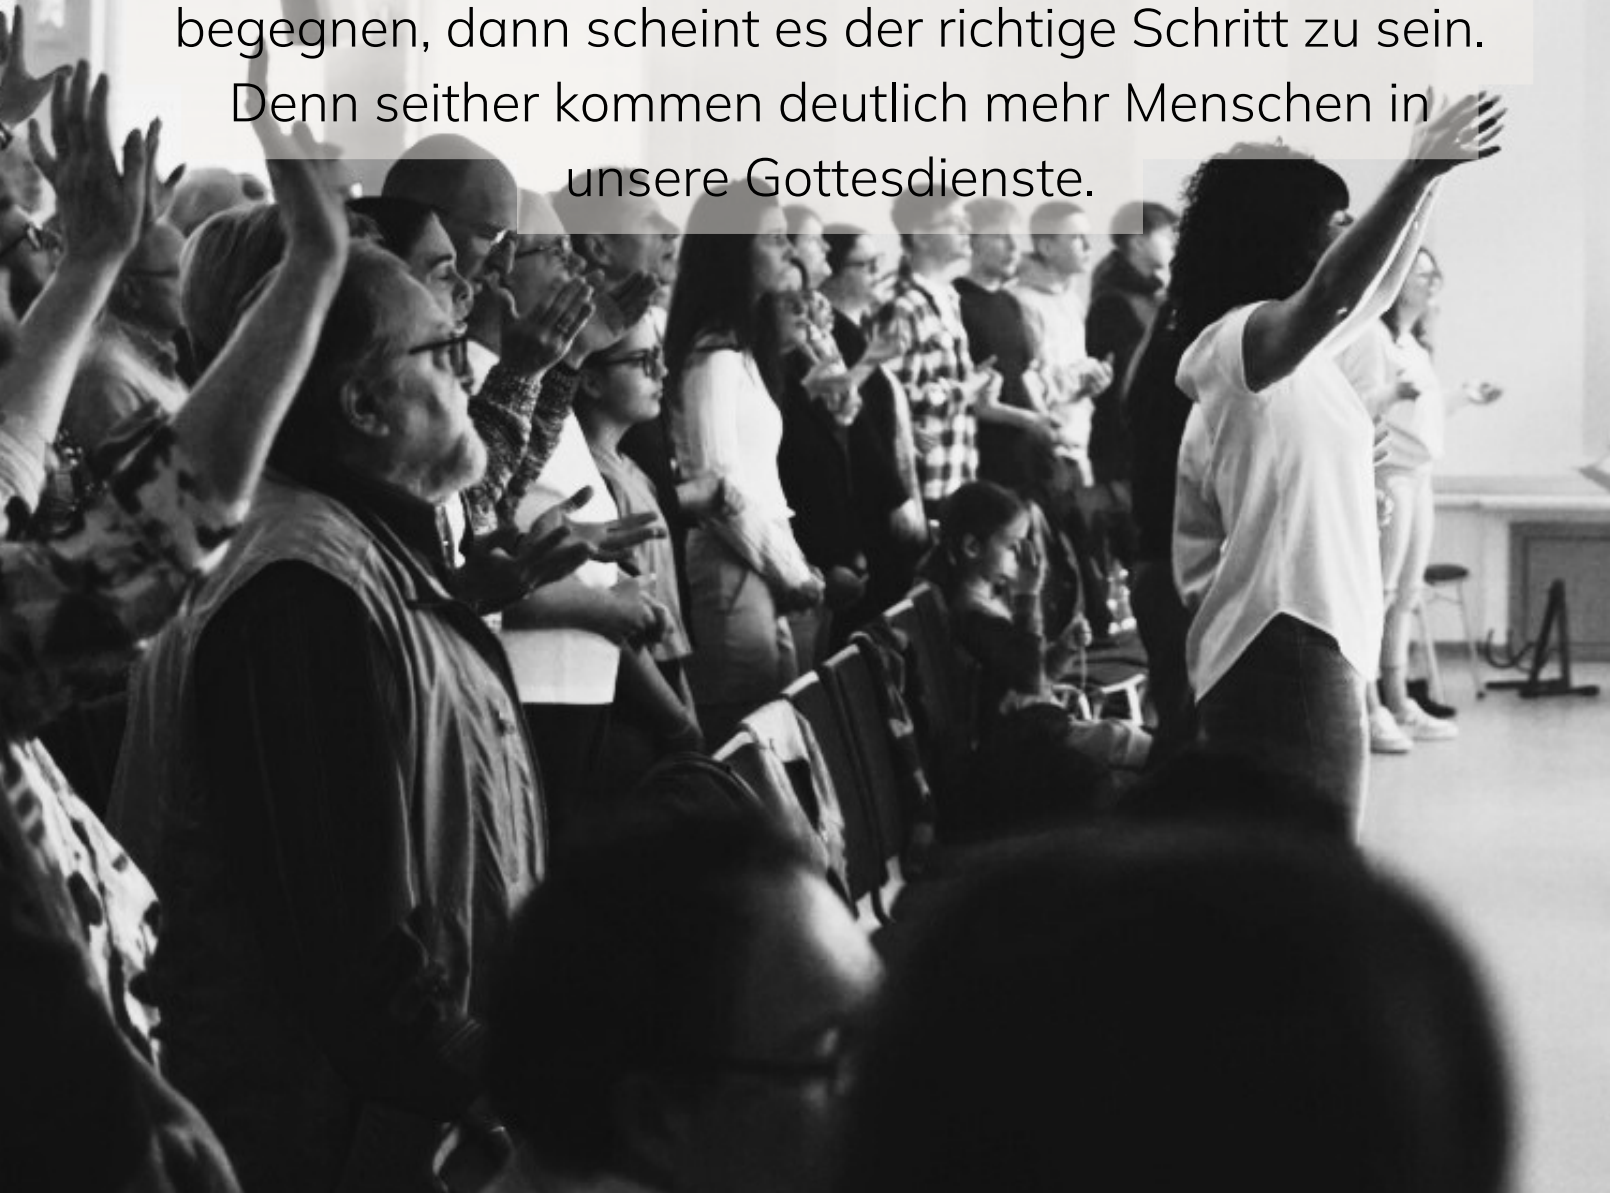 begegnen, dann scheint es der richtige Schritt zu sein.
Denn seither kommen deutlich mehr Menschen in
unsere Gottesdienste.